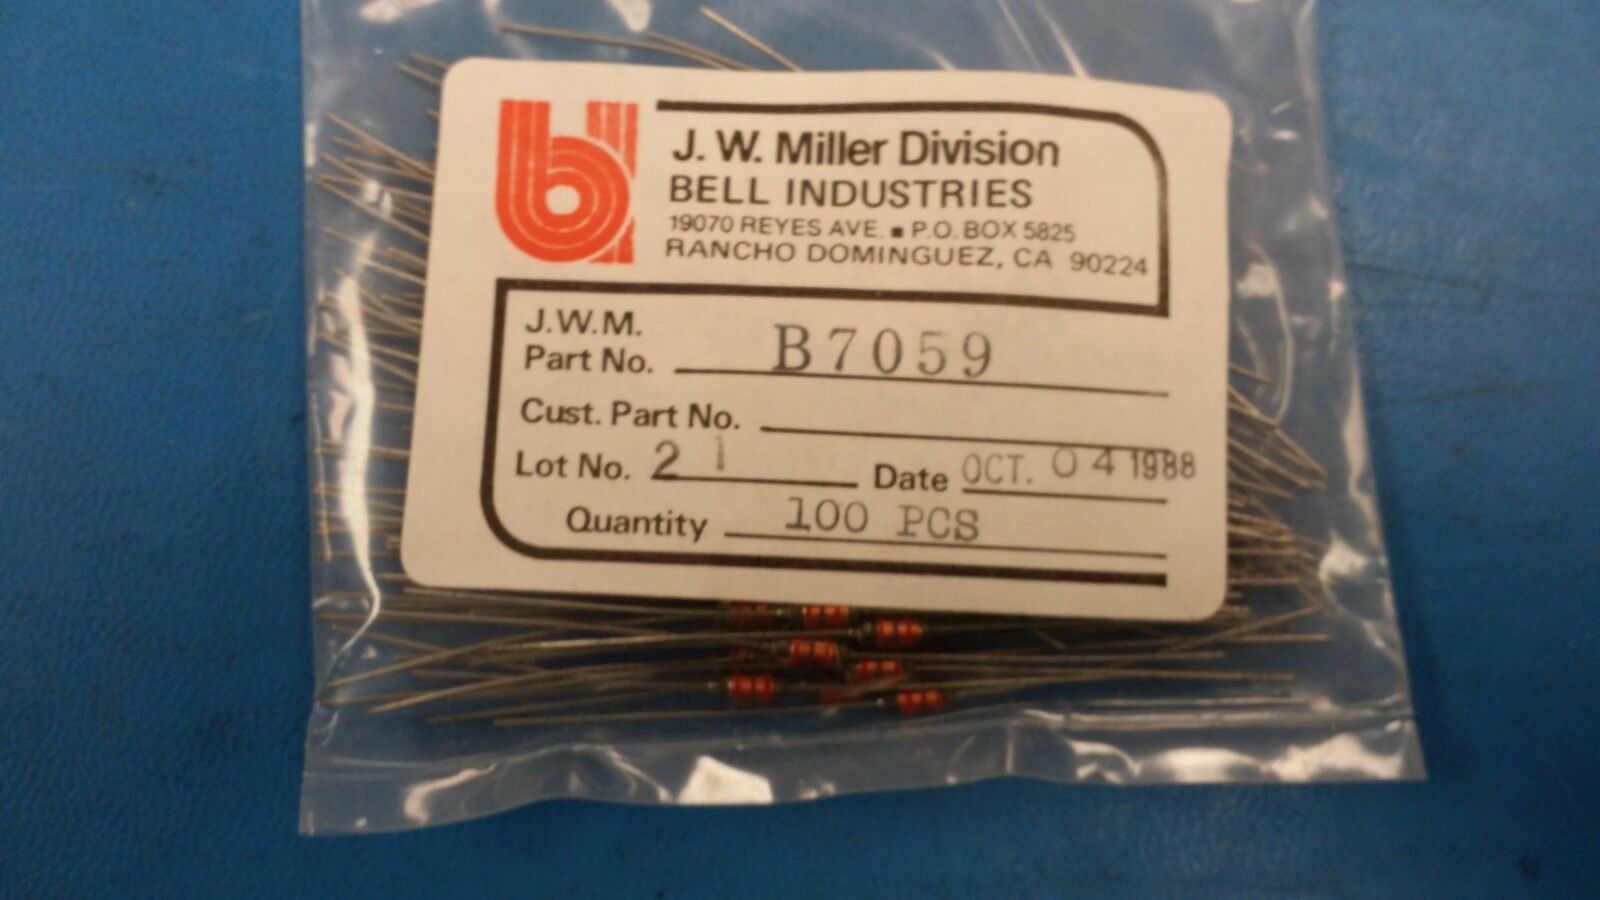 J. W. Miller Division
BELL INDUSTRIES
19070 REYES AVE. ■ P.O. BOX 5825
RANCHO DOMINGUEZ, CA 90224
J.W.M.
Part No. B7059
Cust. Part No.
Lot No. 21 Date OCT. 04 1988
Quantity 100 PCS